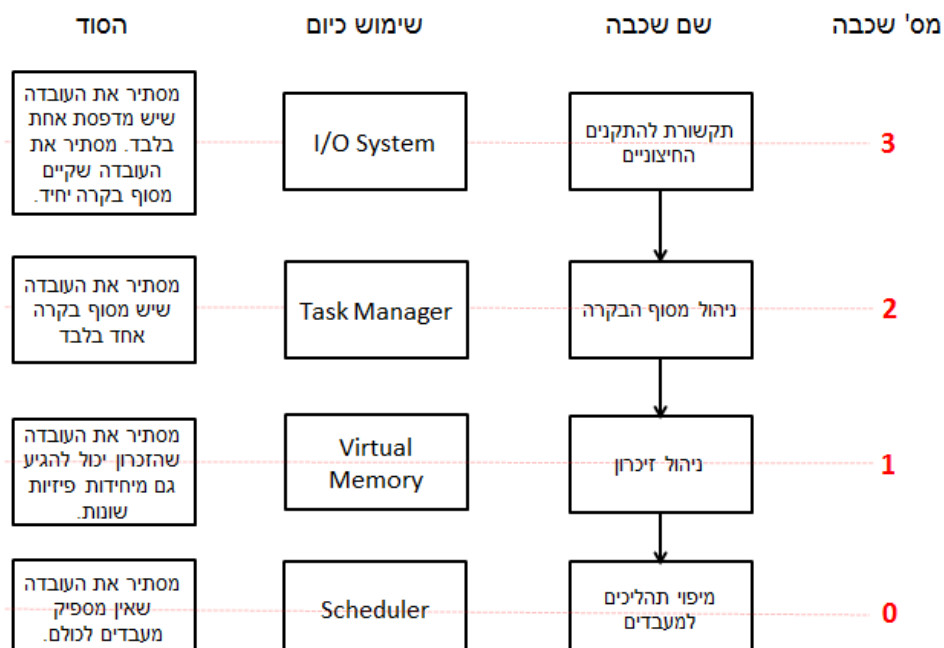 מס' שכבה
שם שכבה
שימוש כיום
הסוד
3
תקשורת להתקנים
החיצוניים
I/O System
מסתיר את העובדה
שיש מדפסת אחת
בלבד. מסתיר את
העובדה שקיים
מסוף בקרה יחיד.
2
ניהול מסוף הבקרה
Task Manager
מסתיר את העובדה
שיש מסוף בקרה
אחד בלבד
1
ניהול זיכרון
Virtual
Memory
מסתיר את העובדה
שהזכרון יכול להגיע
גם מיחידות פיזיות
שונות.
0
מיפוי תהליכים
למעבדים
Scheduler
מסתיר את העובדה
שאין מספיק
מעבדים לכולם.